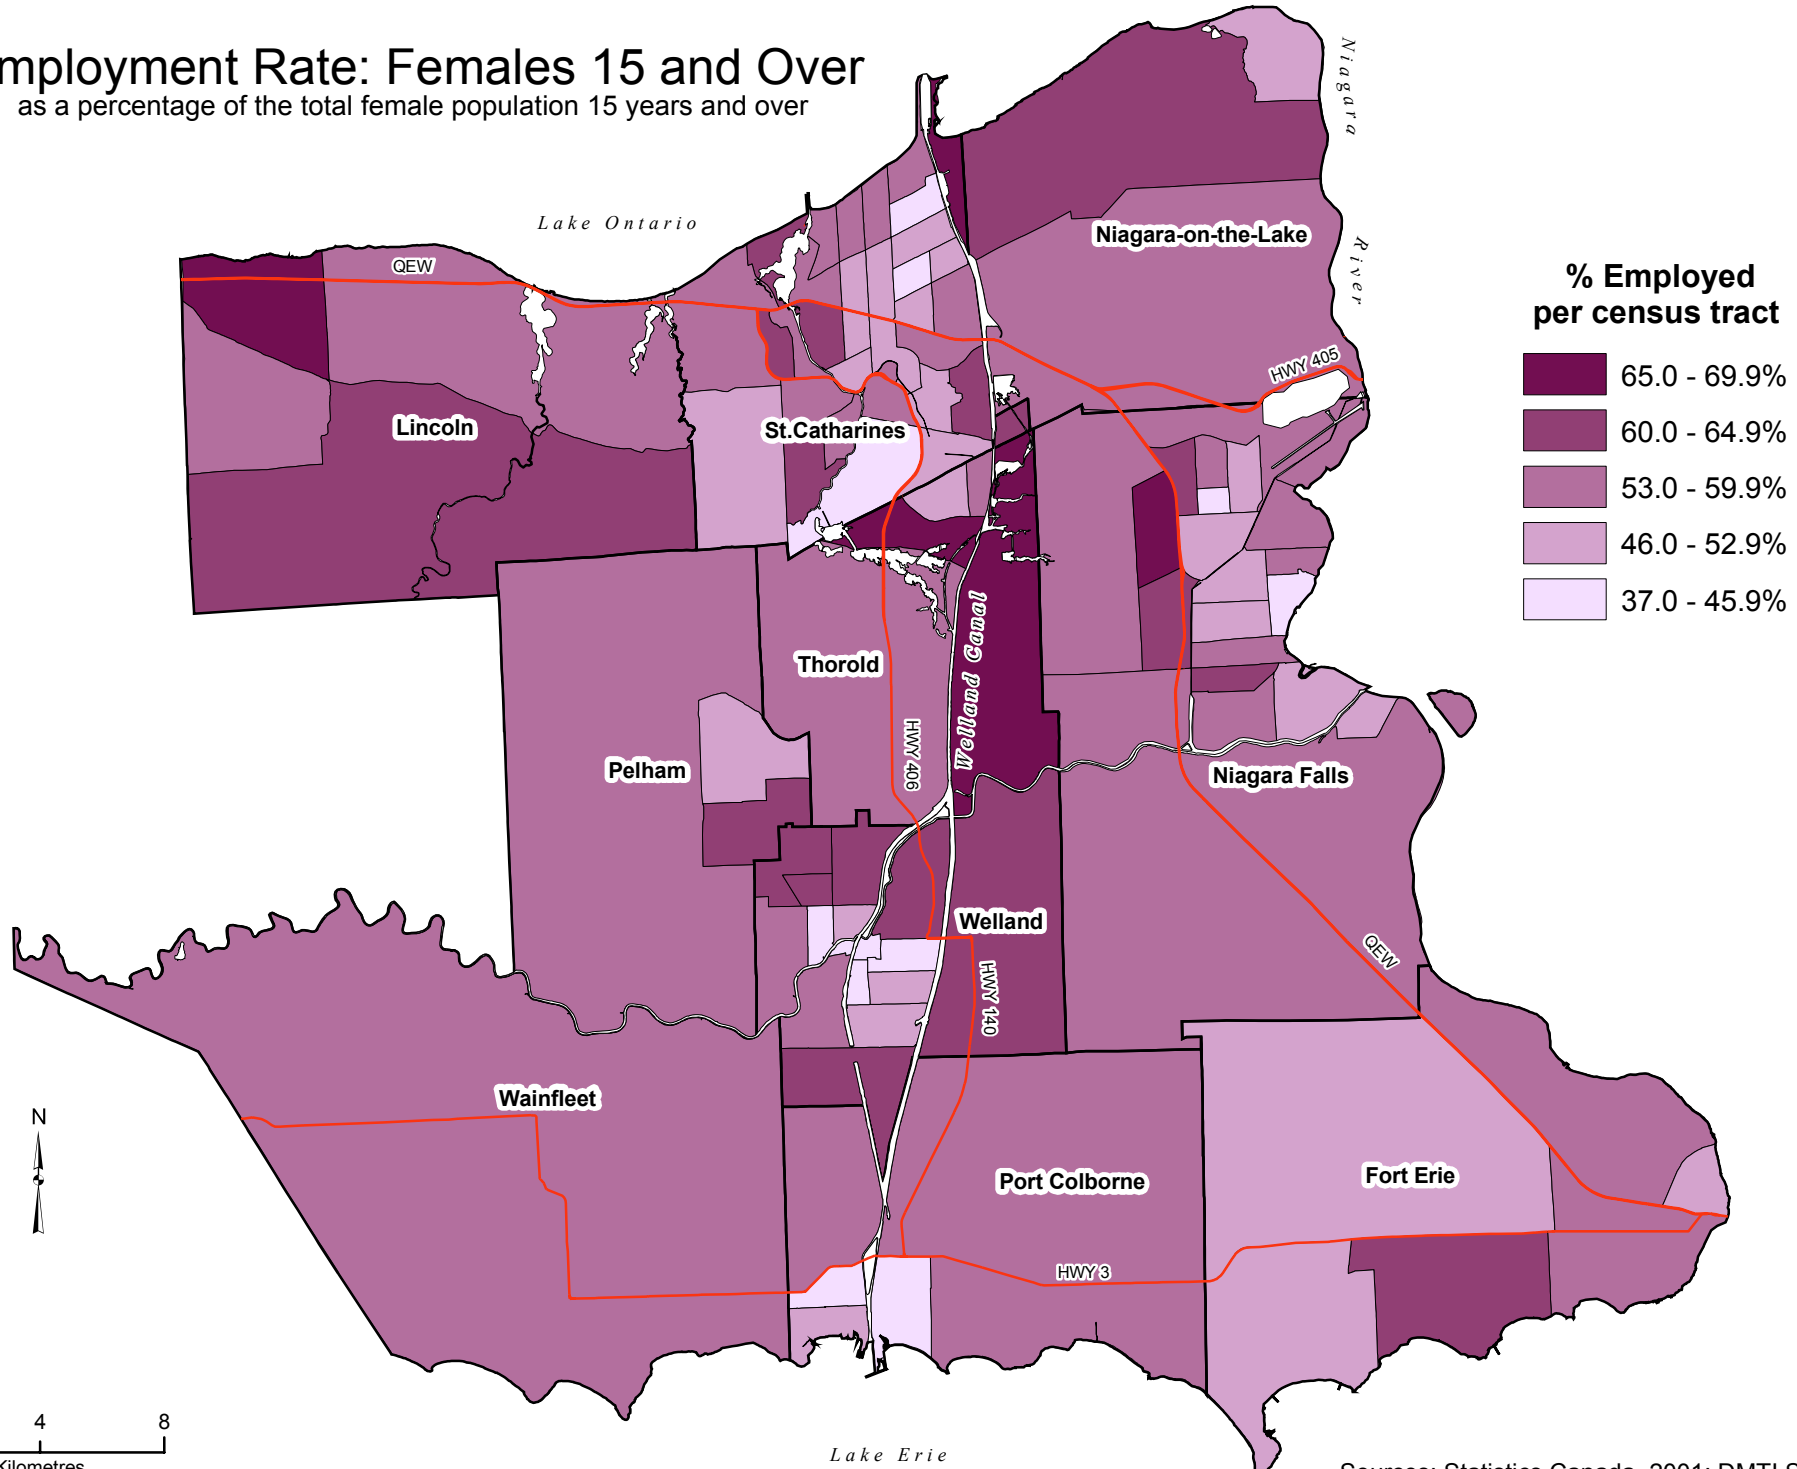 mployment Rate: Females 15 and Over
as a percentage of the total female population 15 years and over
Niagara
River
Lake Ontario
QEW
Niagara-on-the-Lake
% Employed
per census tract
65.0 - 69.9%
60.0 - 64.9%
53.0 - 59.9%
46.0 - 52.9%
37.0 - 45.9%
HWY 405
Lincoln
St.Catharines
Thorold
Welland Canal
HWY 406
Pelham
Niagara Falls
Welland
QEW
HWY 140
Wainfleet
N
Port Colborne
Fort Erie
HWY 3
4 8
Kilometres
Lake Erie
Sources: Statistics Canada, 2001; DMTI S